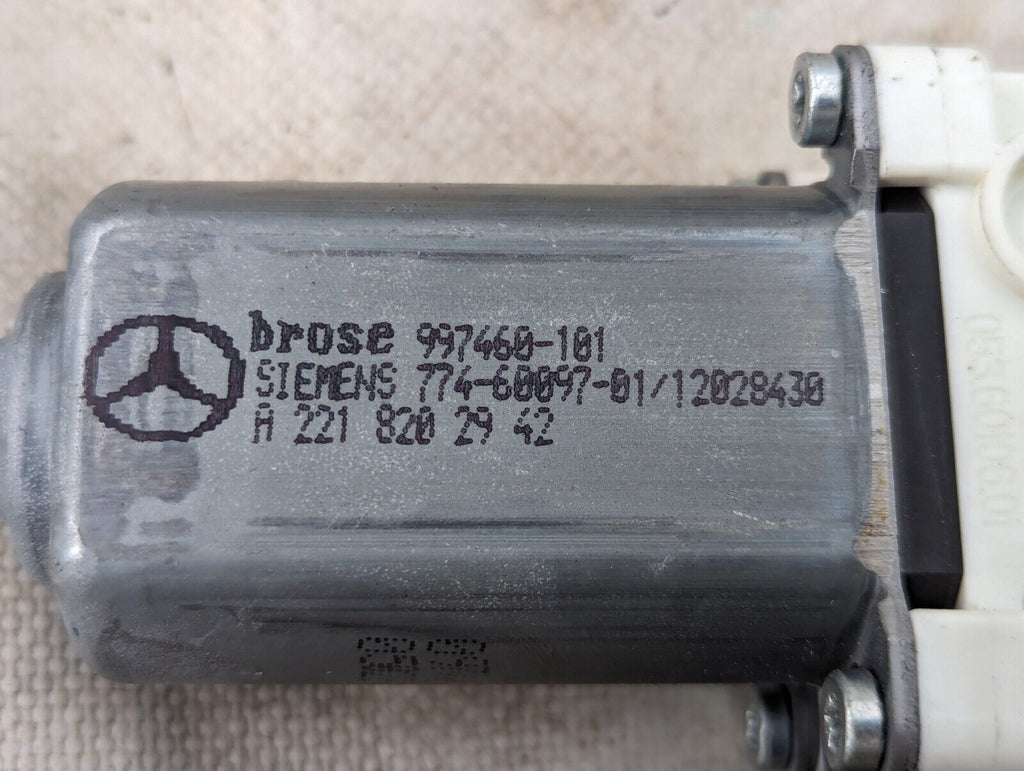 brose 997460-101
SIEMENS 774-60097-01/12028430
A 221 820 29 42